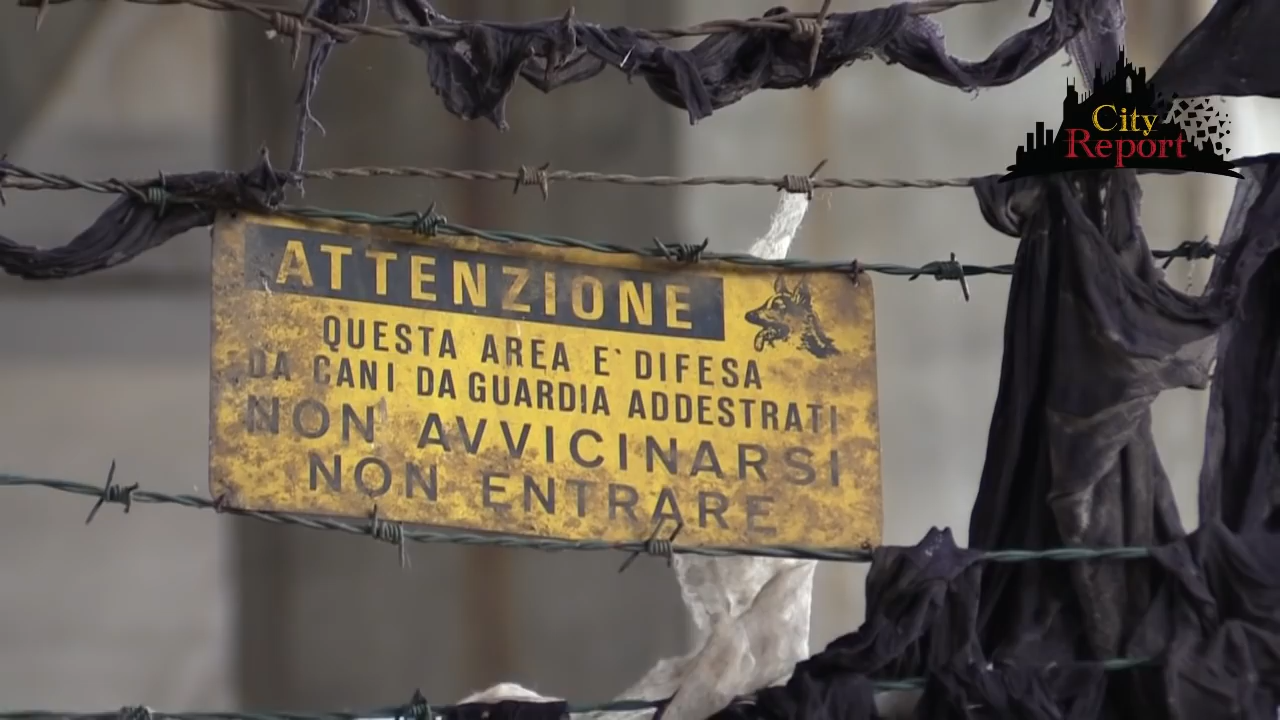 City
Report
ATTENZIONE
QUESTA AREA E` DIFESA
DA CANI DA GUARDIA ADDESTRATI
NON AVVICINARSI
NON ENTRARE